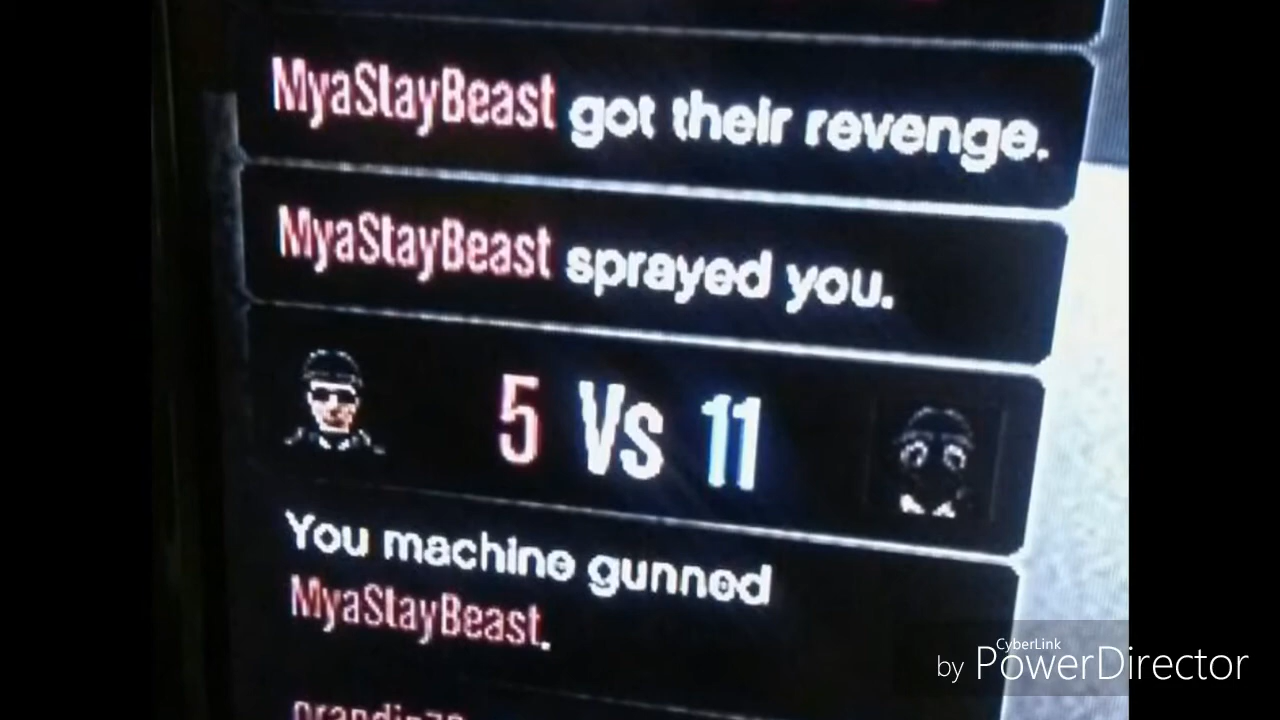 MyaStayBeast got their revenge.
MyaStayBeast sprayed you.
5 Vs 11
You machine gunned
MyaStayBeast.
CyberLink
by PowerDirector